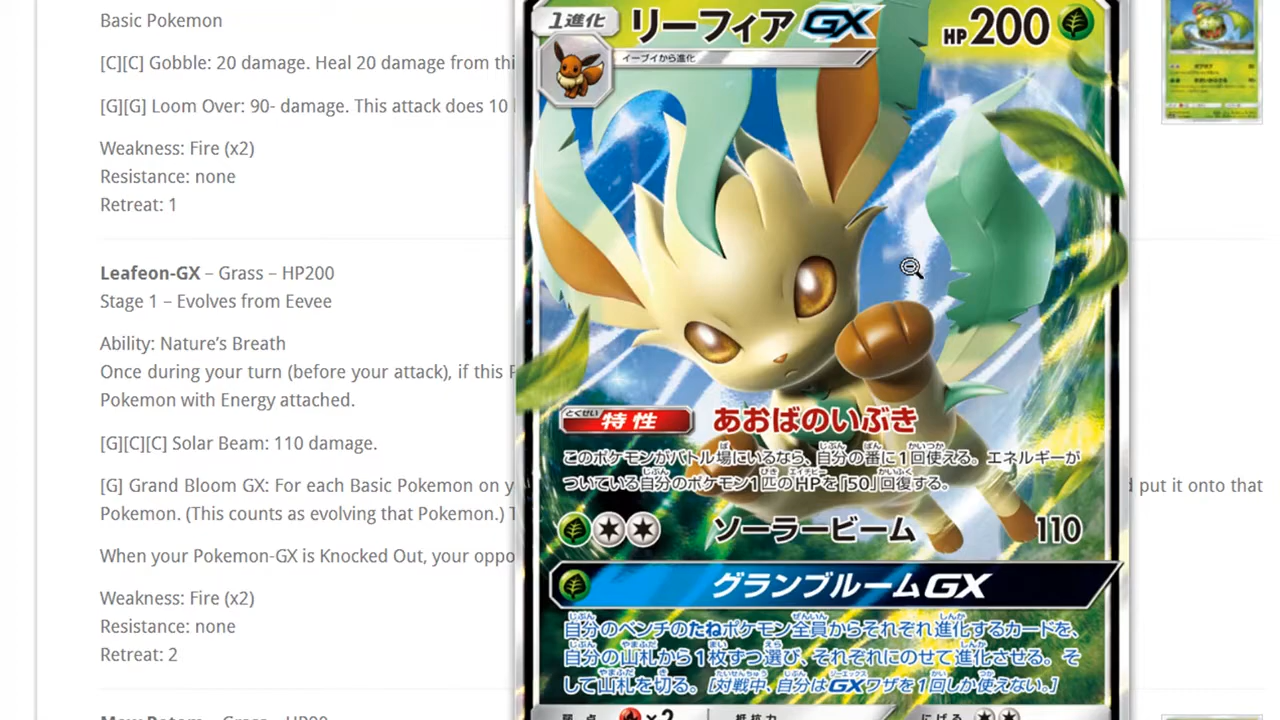 Basic Pokemon
[C][C] Gobble: 20 damage. Heal 20 damage from thi
[G][G] Loom Over: 90- damage. This attack does 10
Weakness: Fire (x2)
Resistance: none
Retreat: 1
Leafeon-GX – Grass – HP200
Stage 1 – Evolves from Eevee
Ability: Nature's Breath
Once during your turn (before your attack), if this P
Pokemon with Energy attached.
[G][C][C] Solar Beam: 110 damage.
[G] Grand Bloom GX: For each Basic Pokemon on y
d put it onto that
Pokemon. (This counts as evolving that Pokemon.) T
When your Pokemon-GX is Knocked Out, your oppo
Weakness: Fire (x2)
Resistance: none
Retreat: 2
1進化 リーフィアGX HP200
イーブイから進化
特性 あおばのいぶき
このポケモンがバトル場にいるなら、自分の番に1回使える。エネルギーが
ついている自分のポケモン1匹のHPを「50」回復する。
ソーラービーム 110
グランブルームGX
自分のベンチのたねポケモン全員からそれぞれ進化するカードを、
自分の山札から1枚ずつ選び、それぞれにのせて進化させる。そ
して山札を切る。[対戦中、自分はGXワザを1回しか使えない。]
弱点 ×2 抵抗力 にげる